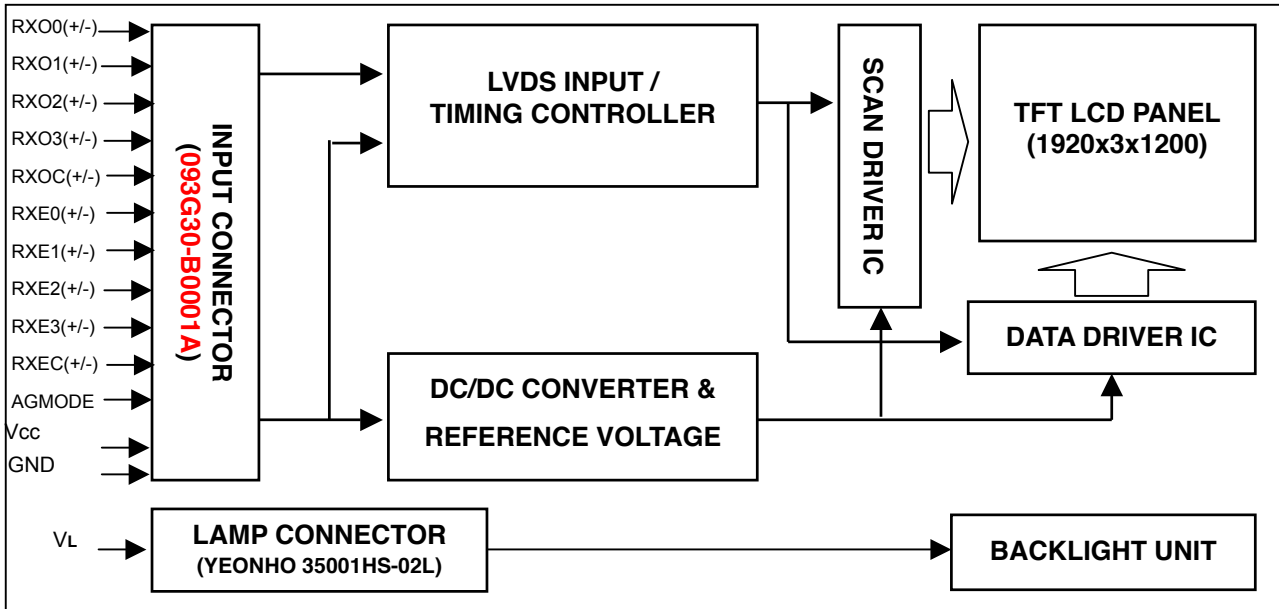 RXO0(+/-)
RXO1(+/-)
RXO2(+/-)
RXO3(+/-)
RXOC(+/-)
RXE0(+/-)
RXE1(+/-)
RXE2(+/-)
RXE3(+/-)
RXEC(+/-)
AGMODE
Vcc
GND
INPUT CONNECTOR
(093G30-B0001A)
LVDS INPUT /
TIMING CONTROLLER
SCAN DRIVER IC
TFT LCD PANEL
(1920x3x1200)
DATA DRIVER IC
DC/DC CONVERTER &
REFERENCE VOLTAGE
VL
LAMP CONNECTOR
(YEONHO 35001HS-02L)
BACKLIGHT UNIT